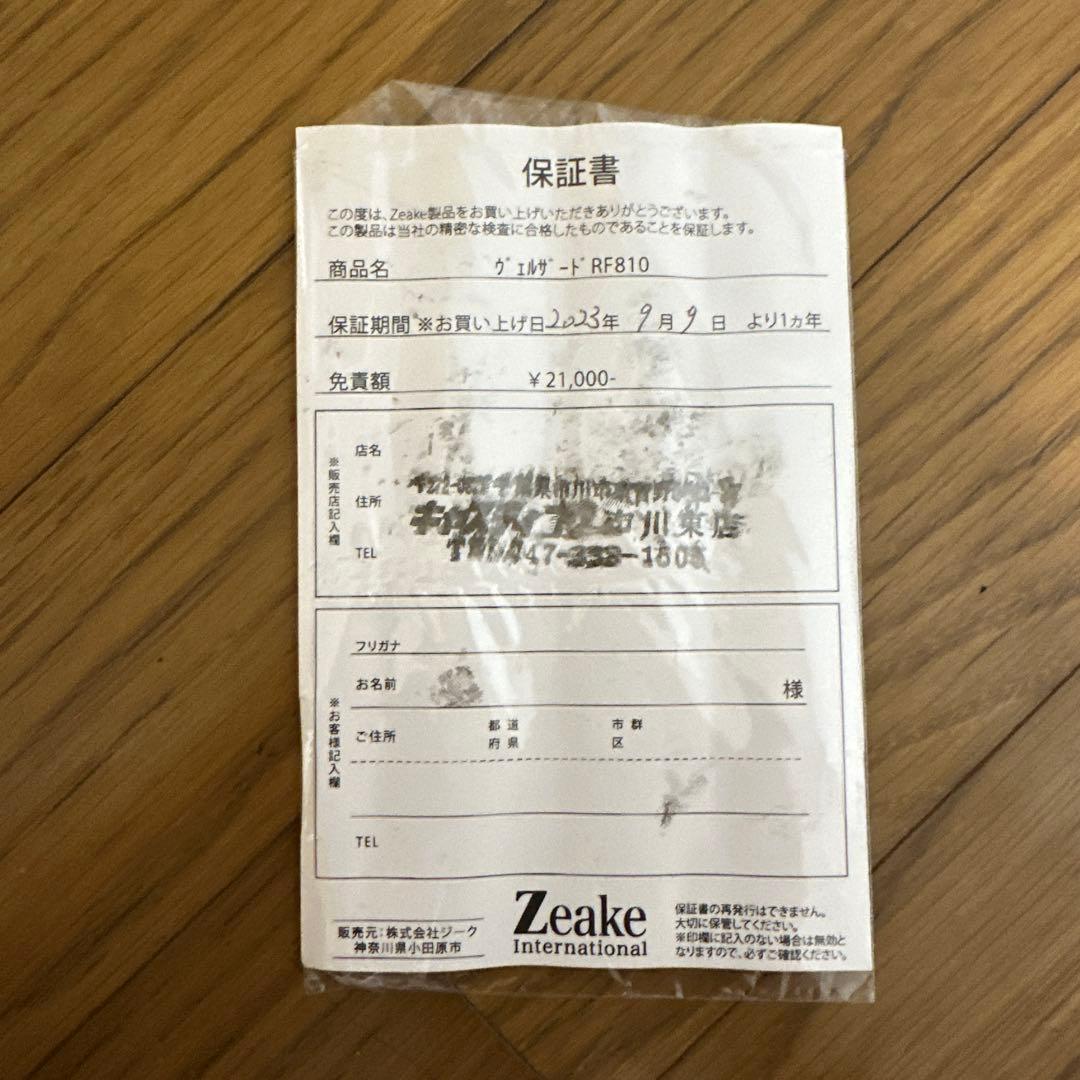 保証書
この度は、Zeake製品をお買い上げいただきありがとうございます。
この製品は当社の精密な検査に合格したものであることを保証します。
商品名 ヴェルザードRF810
保証期間 ※お買い上げ日2023年 9月 9日 より1ヵ年
免責額 ¥21,000-
※販売店記入欄
店名
住所
川東店
TEL
※お客様記入欄
フリガナ
お名前 様
ご住所 都道 市群
府県 区
TEL
販売元:株式会社ジーク
神奈川県小田原市
Zeake
International
保証書の再発行はできません。
大切に保管してください。
※印欄に記入のない場合は無効と
なりますので、必ずご確認ください。